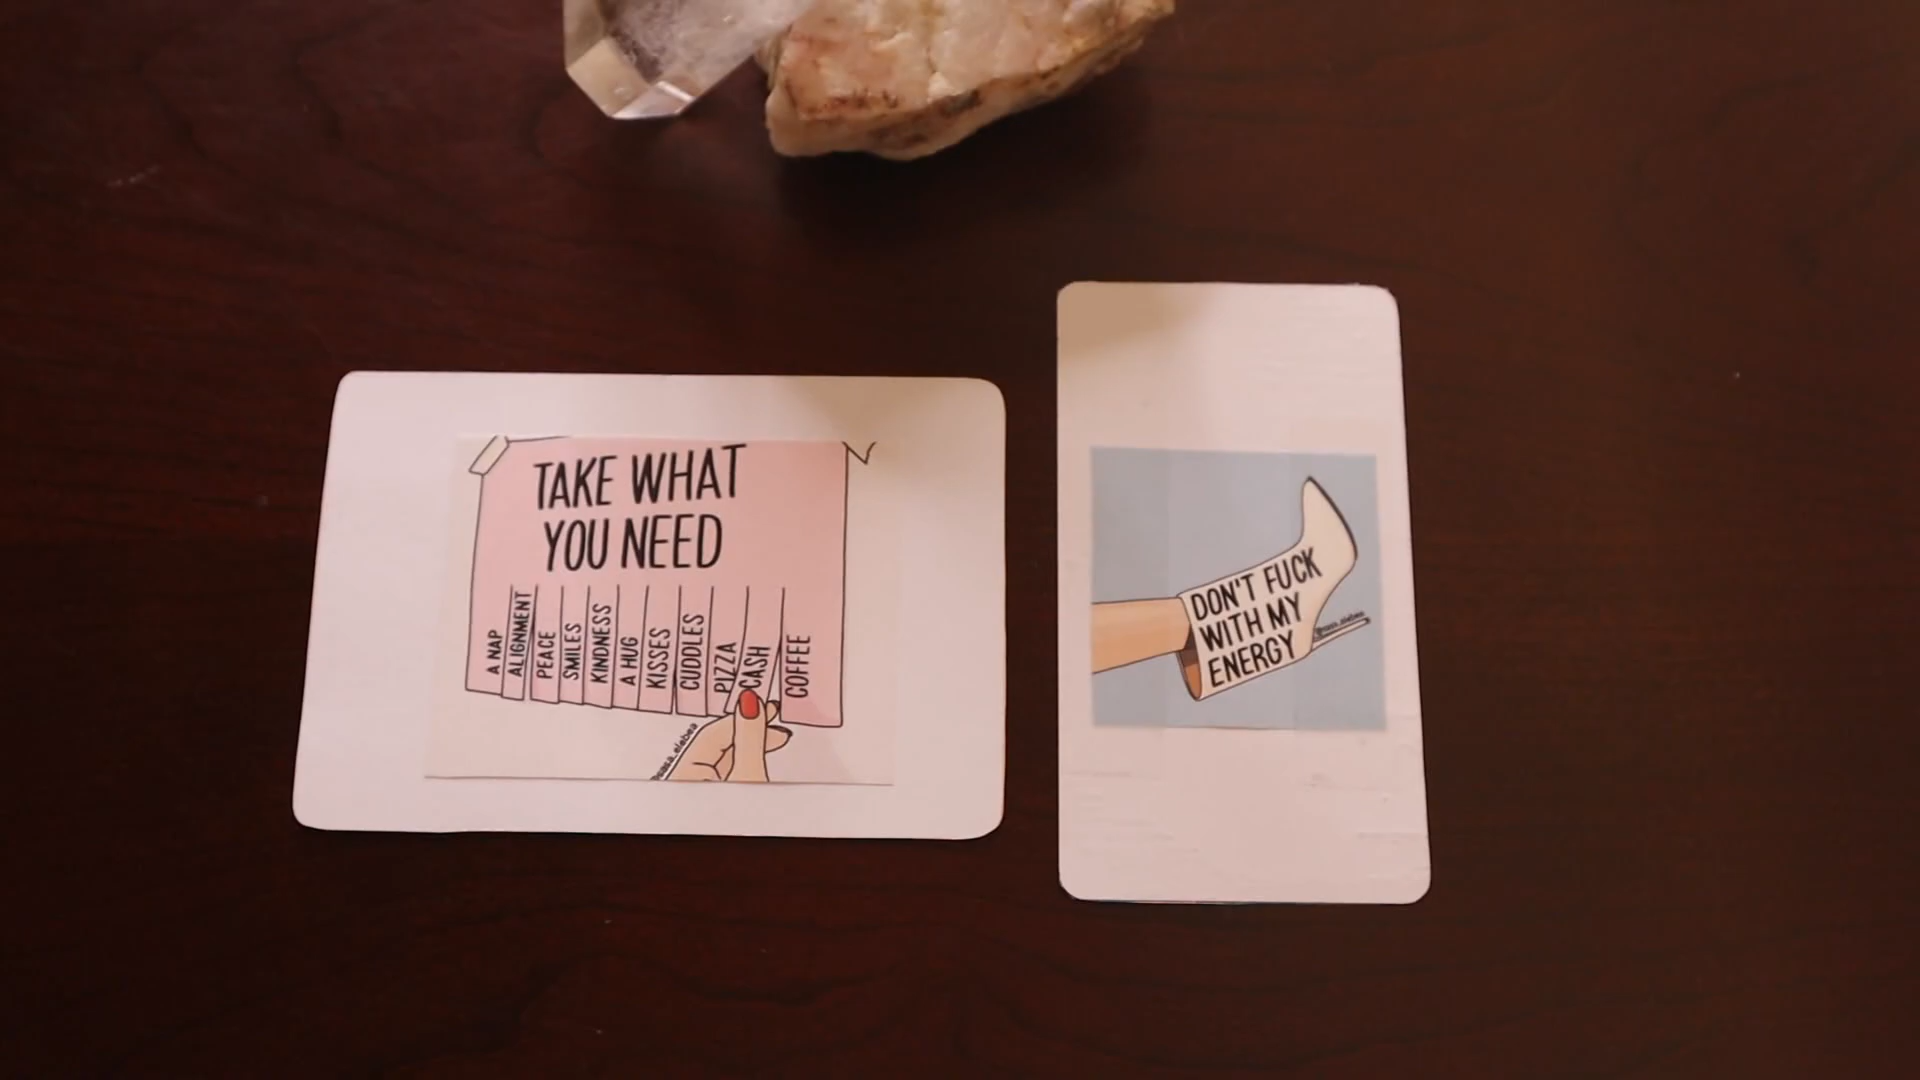 TAKE WHAT
YOU NEED
A NAP
ALIGNMENT
PEACE
SMILES
KINDNESS
A HUG
KISSES
CUDDLES
PIZZA
CASH
COFFEE
DON'T FUCK
WITH MY
ENERGY